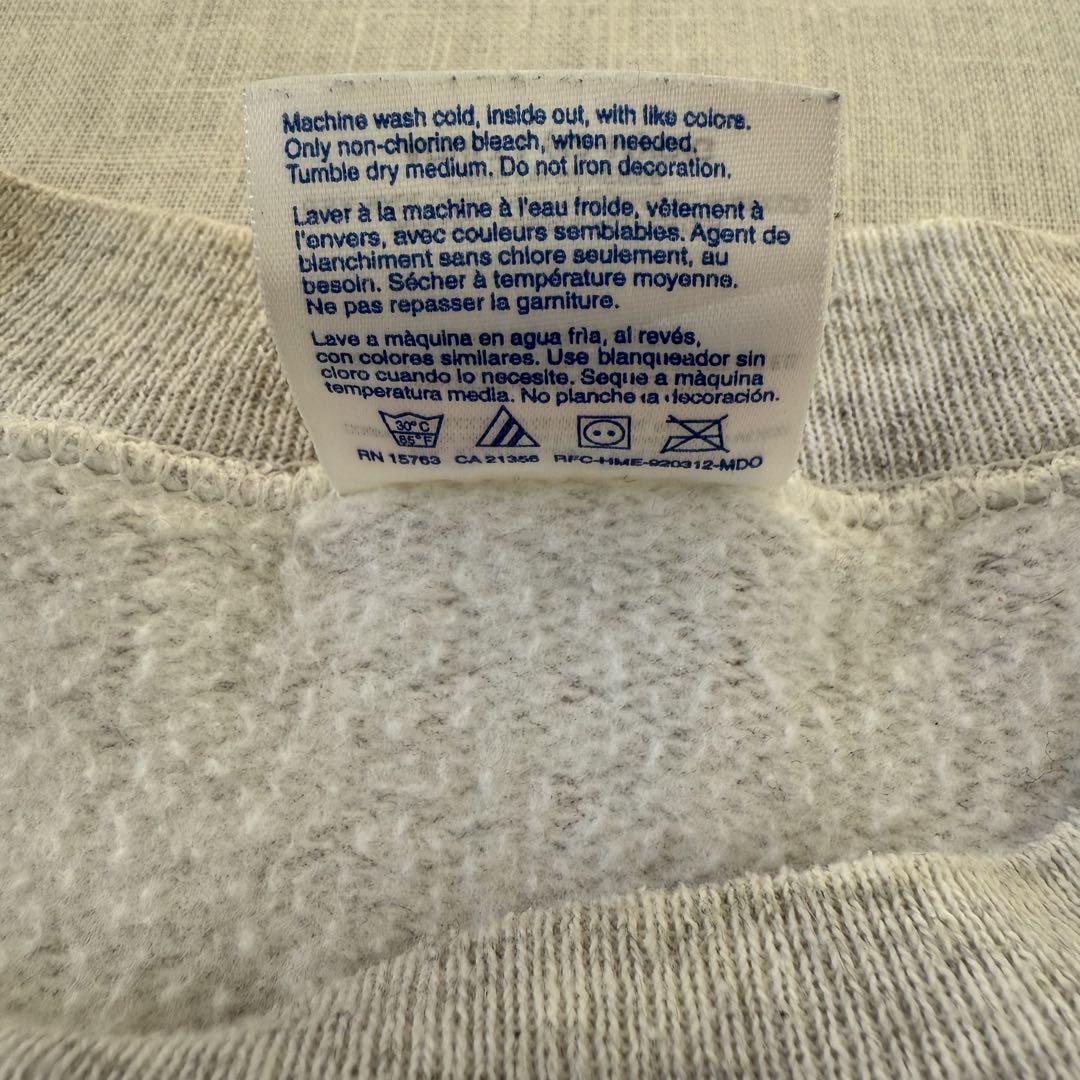 Machine wash cold, inside out, with like colors.
Only non-chlorine bleach, when needed.
Tumble dry medium. Do not iron decoration.
Laver à la machine à l'eau froide, vêtement à
l'envers, avec couleurs semblables. Agent de
blanchiment sans chlore seulement, au
besoin. Sécher à température moyenne.
Ne pas repasser la garniture.
Lave a màquina en agua fria, al revés,
con colores similares. Use blanqueador sin
cloro cuando lo necesite. Seque a màquina
temperatura media. No planche la decoración.
30°C
85°F
RN 15763 CA 21356 RFC-HME-920312-MDO